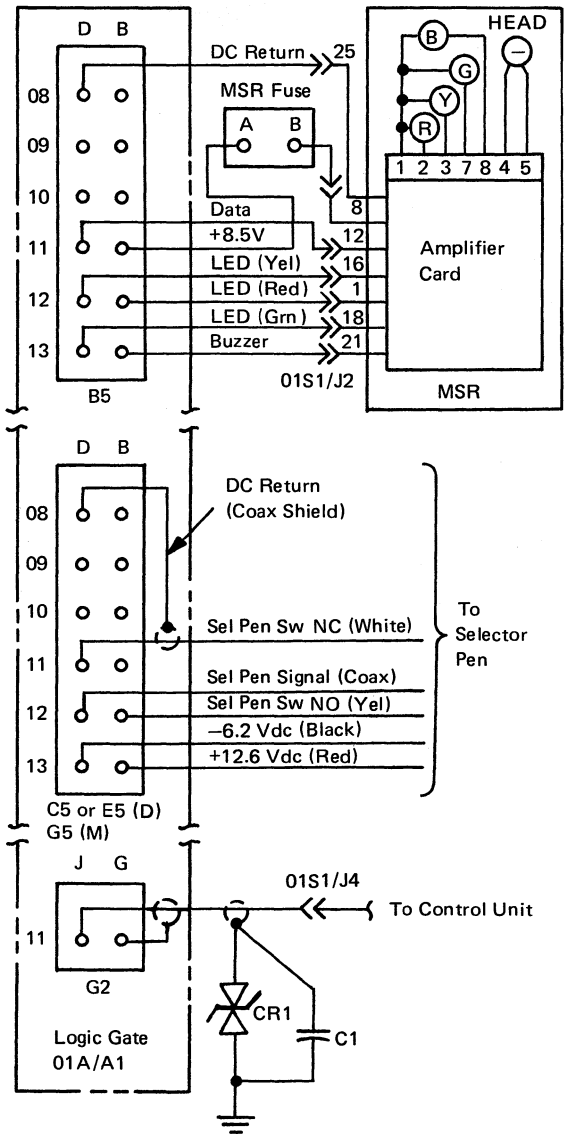 D B
HEAD
DC Return 25
B
MSR Fuse
G
08
A B
Y
R
09
1 2 3 7 8 4 5
10
Data
8
+8.5V
12
11
Amplifier
Card
LED (Yel) 16
12
LED (Red) 1
LED (Grn) 18
13
Buzzer 21
01S1/J2
B5
MSR
D B
DC Return
(Coax Shield)
08
09
10
Sel Pen Sw NC (White)
To
Selector
Pen
11
Sel Pen Signal (Coax)
12
Sel Pen Sw NO (Yel)
–6.2 Vdc (Black)
13
+12.6 Vdc (Red)
C5 or E5 (D)
G5 (M)
J G
01S1/J4
To Control Unit
11
G2
CR1
C1
Logic Gate
01A/A1